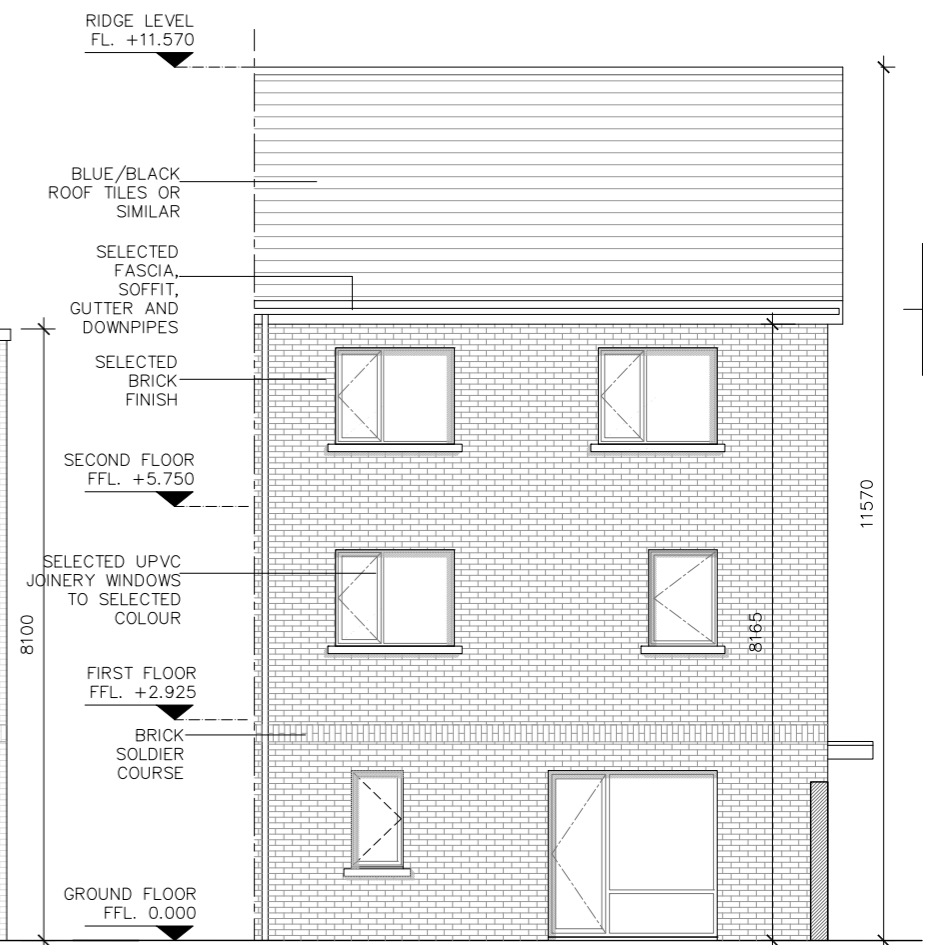 RIDGE LEVEL
FL. +11.570
BLUE/BLACK
ROOF TILES OR
SIMILAR
SELECTED
FASCIA,
SOFFIT,
GUTTER AND
DOWNPIPES
SELECTED
BRICK
FINISH
SECOND FLOOR
FFL. +5.750
SELECTED UPVC
JOINERY WINDOWS
TO SELECTED
COLOUR
FIRST FLOOR
FFL. +2.925
BRICK
SOLDIER
COURSE
GROUND FLOOR
FFL. 0.000
8100
8165
11570